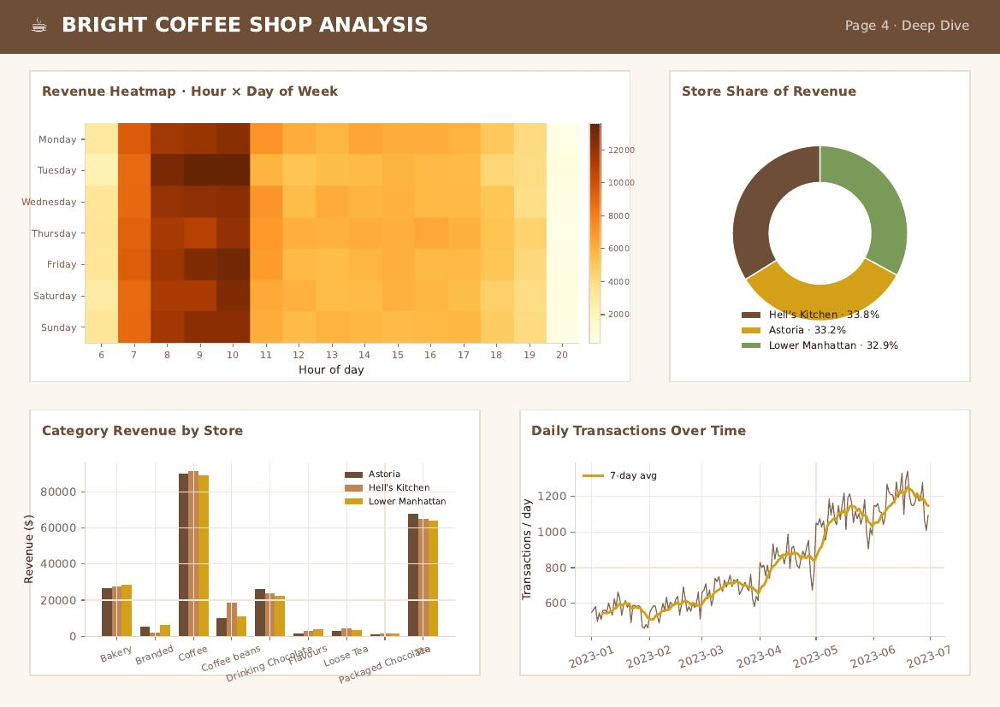 ☕ BRIGHT COFFEE SHOP ANALYSIS
Page 4 · Deep Dive
Revenue Heatmap · Hour × Day of Week
Monday
Tuesday
Wednesday
Thursday
Friday
Saturday
Sunday
6 7 8 9 10 11 12 13 14 15 16 17 18 19 20
Hour of day
12000
10000
8000
6000
4000
2000
Store Share of Revenue
Hell's Kitchen · 33.8%
Astoria · 33.2%
Lower Manhattan · 32.9%
Category Revenue by Store
Revenue ($)
80000
60000
40000
20000
0
Astoria
Hell's Kitchen
Lower Manhattan
Bakery
Branded
Coffee
Coffee beans
Drinking Chocolate
Flavours
Loose Tea
Packaged Chocolate
Tea
Daily Transactions Over Time
Transactions / day
7-day avg
1200
1000
800
600
2023-01 2023-02 2023-03 2023-04 2023-05 2023-06 2023-07